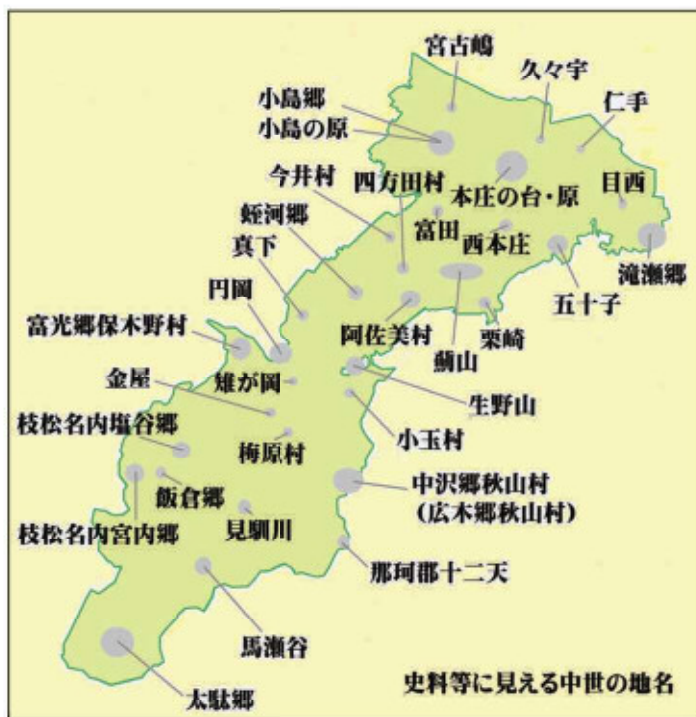 宮古嶋
久々宇
仁手
小島郷
小島の原
今井村
四方田村
本庄の台・原
目西
蛭河郷
富田
西本庄
真下
滝瀬郷
円岡
五十子
富光郷保木野村
阿佐美村
栗崎
薊山
金屋
雉が岡
生野山
枝松名内塩谷郷
小玉村
梅原村
中沢郷秋山村
(広木郷秋山村)
飯倉郷
枝松名内宮内郷
見馴川
那珂郡十二天
馬瀬谷
太駄郷
史料等に見える中世の地名